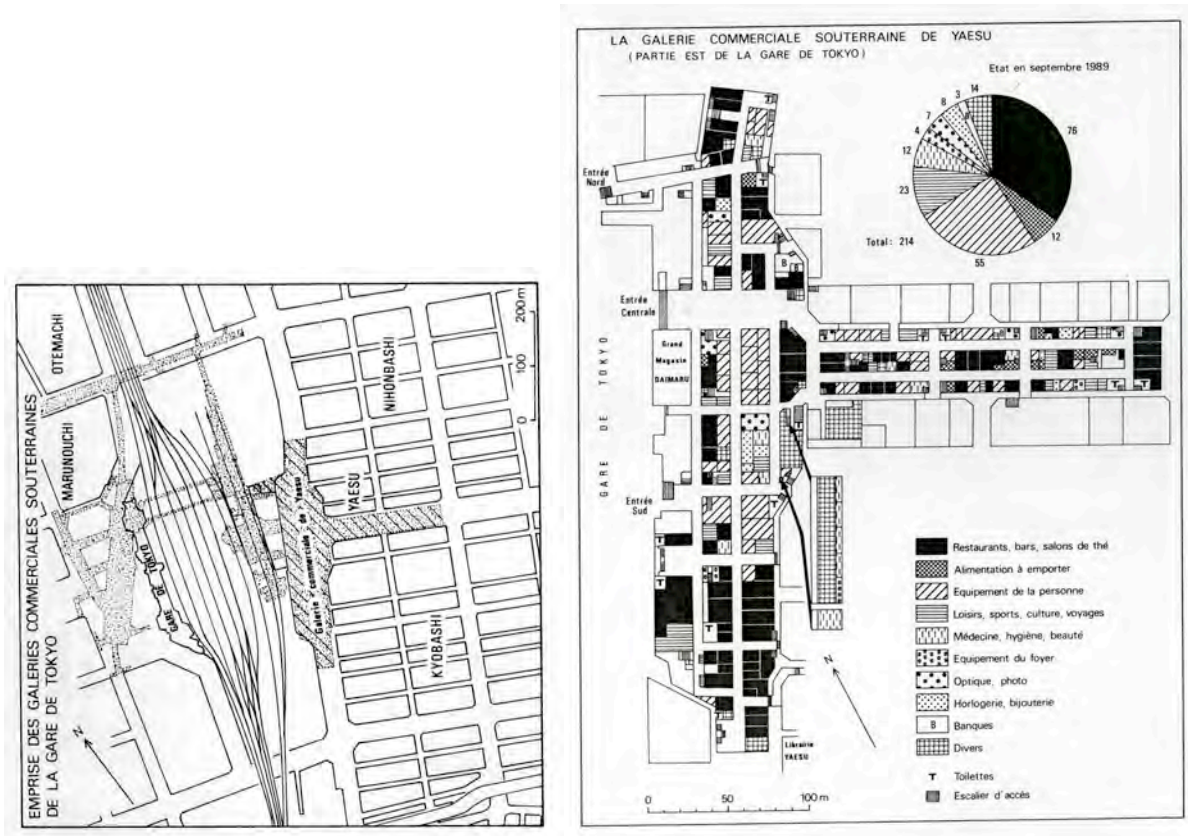 EMPRISE DES GALERIES COMMERCIALES SOUTERRAINES
DE LA GARE DE TOKYO
N
OTEMACHI
MARUNOUCHI
GARE DE TOKYO
Galerie commerciale de Yaesu
YAESU
NIHONBASHI
KYOBASHI
0 100 200m
LA GALERIE COMMERCIALE SOUTERRAINE DE YAESU
(PARTIE EST DE LA GARE DE TOKYO)
Etat en septembre 1989
76
12
55
23
12
4
7
8
3
14
B
Total: 214
Entrée
Nord
Entrée
Centrale
Grand
Magasin
DAIMARU
GARE DE TOKYO
Entrée
Sud
B
B
T
T
T
T
T
T
T
T
T
T
T
Librairie
YAESU
N
0 50 100m
Restaurants, bars, salons de thé
Alimentation à emporter
Equipement de la personne
Loisirs, sports, culture, voyages
Médecine, hygiène, beauté
Equipement du foyer
Optique, photo
Horlogerie, bijouterie
B Banques
Divers
T Toilettes
Escalier d'accès